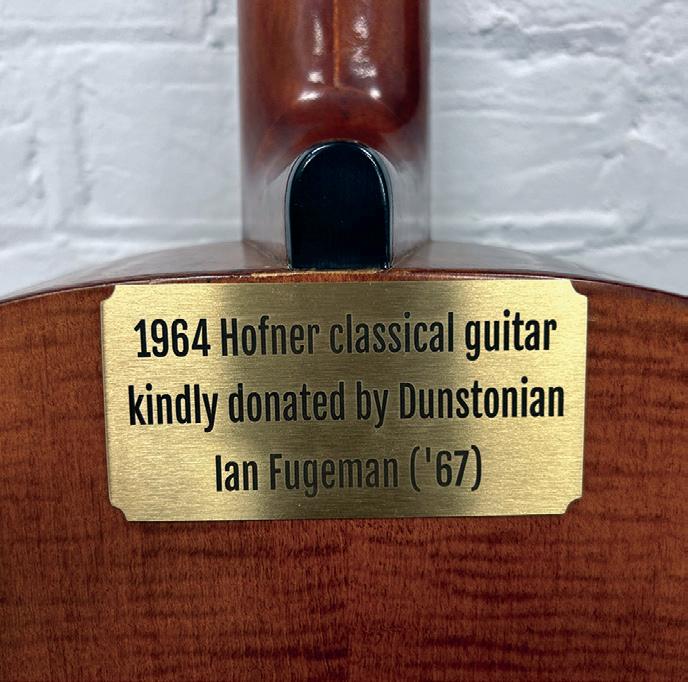 1964 Hofner classical guitar
kindly donated by Dunstonian
Ian Fugeman ('67)